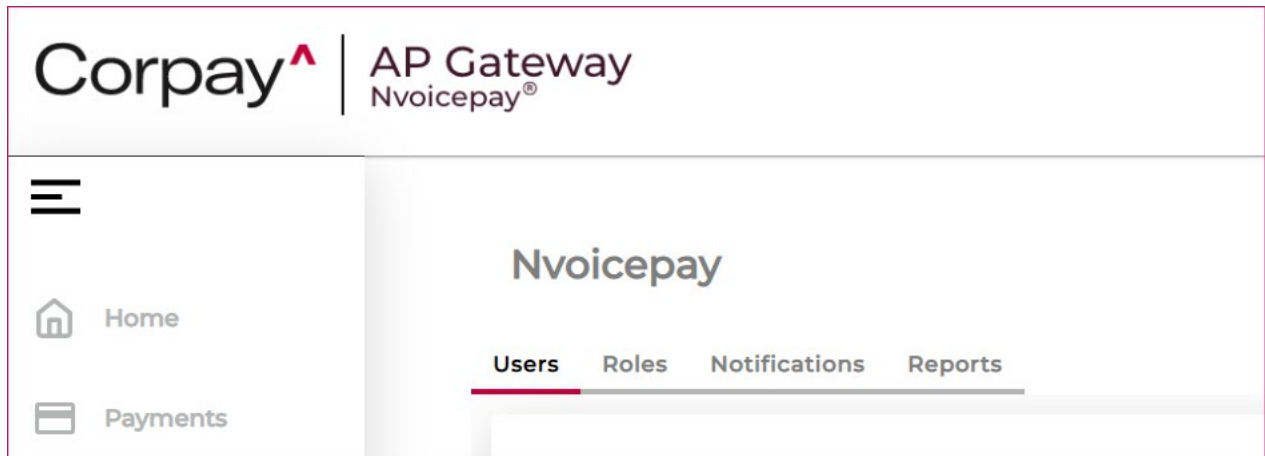 Corpay^
AP Gateway
Nvoicepay®
Nvoicepay
Home
Users Roles Notifications Reports
Payments